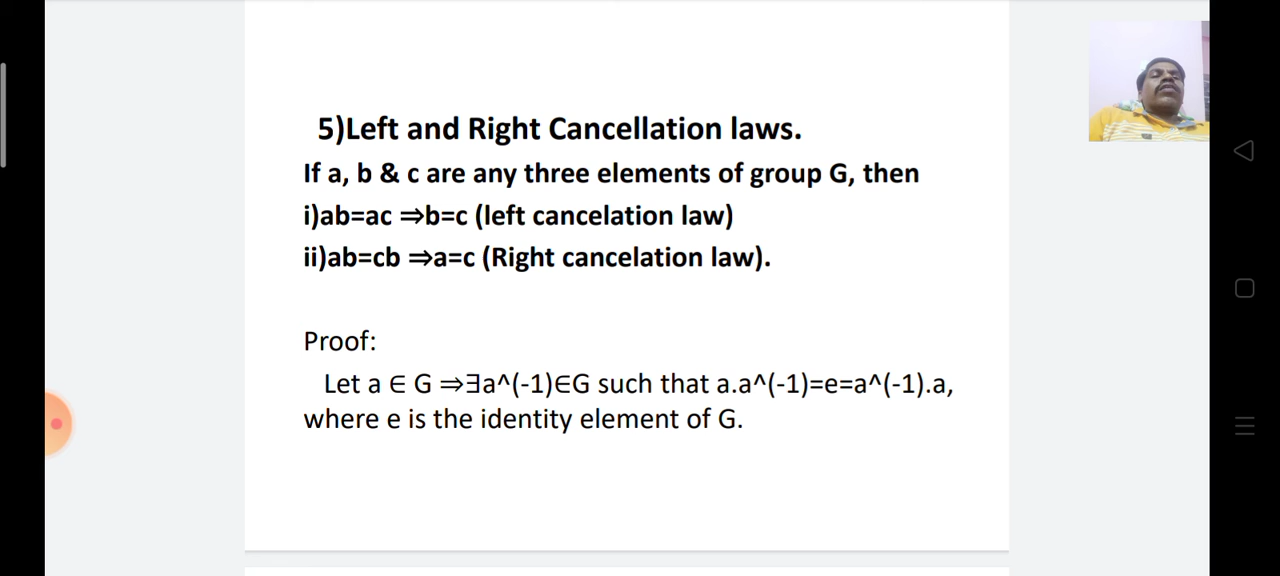 5)Left and Right Cancellation laws.
If a, b & c are any three elements of group G, then
i)ab=ac ⇒b=c (left cancelation law)
ii)ab=cb ⇒a=c (Right cancelation law).
Proof:
Let a ∈ G ⇒∃a^(-1)∈G such that a.a^(-1)=e=a^(-1).a,
where e is the identity element of G.